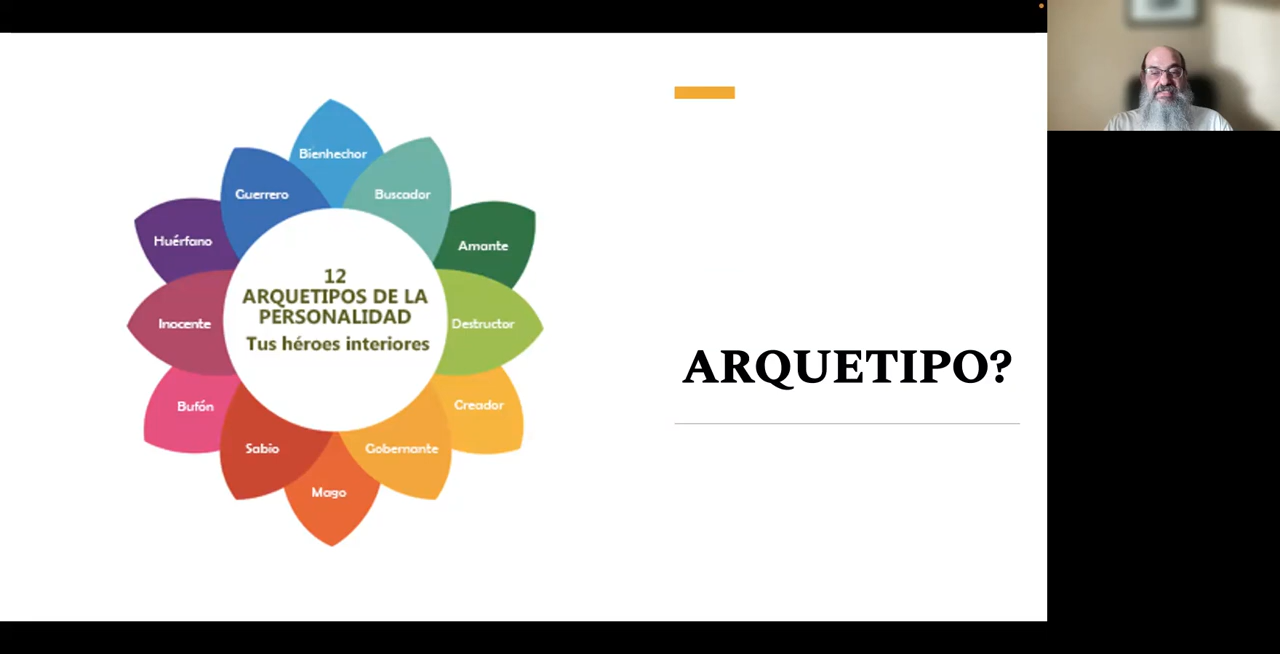 Bienhechor
Guerrero
Buscador
Huérfano
Amante
12
ARQUETIPOS DE LA
PERSONALIDAD
Tus héroes interiores
Inocente
Destructor
Bufón
Creador
Sabio
Gobernante
Mago
ARQUETIPO?